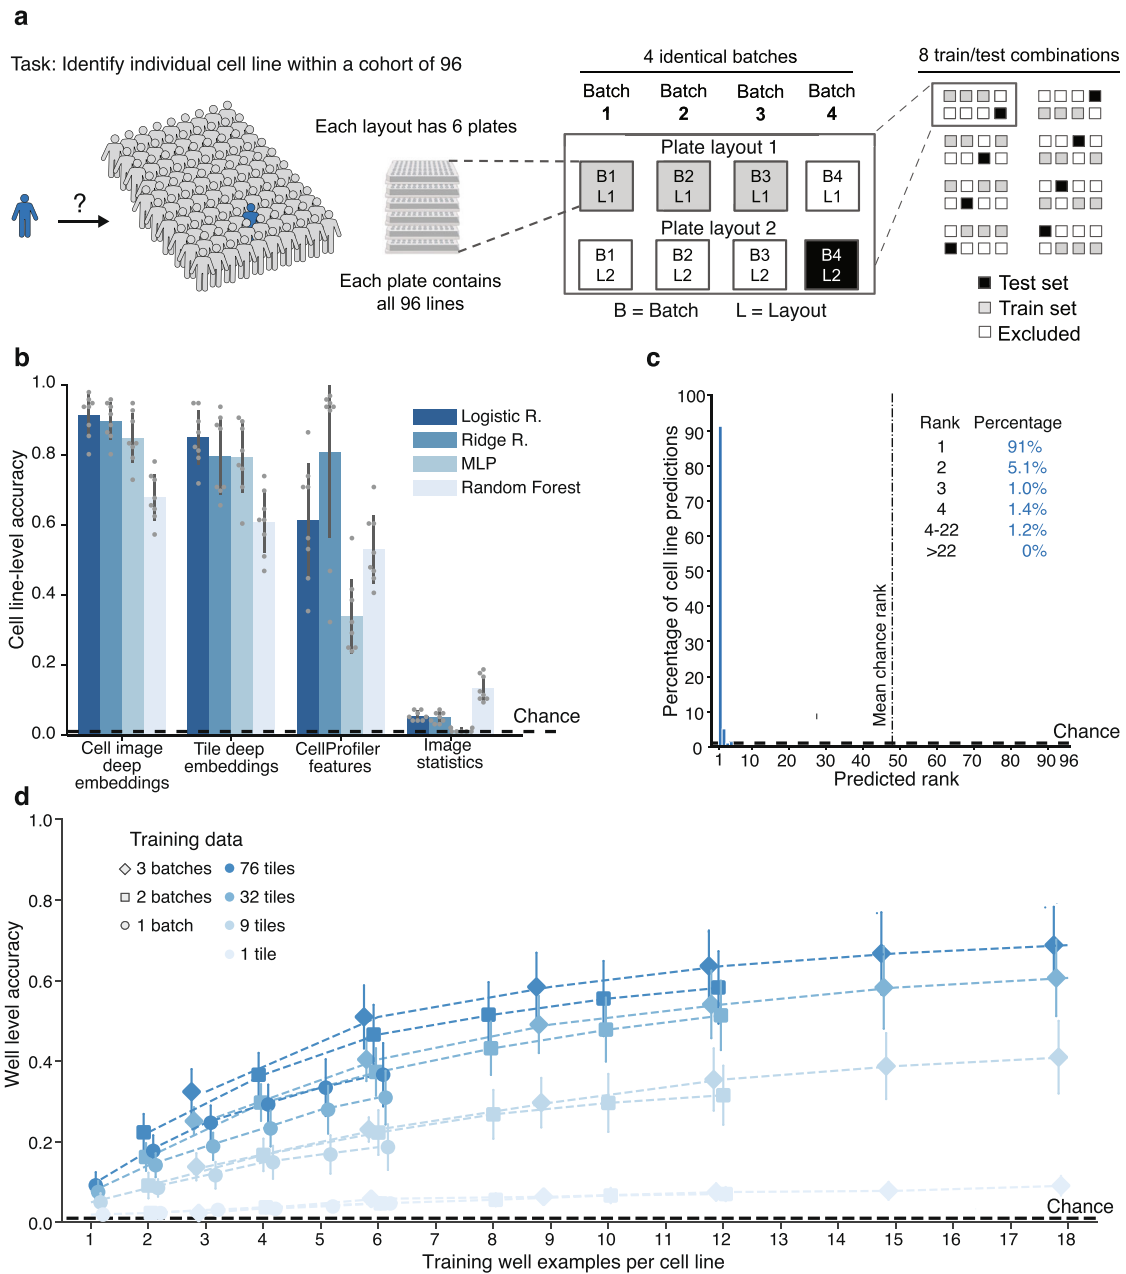 a
Task: Identify individual cell line within a cohort of 96
?
Each layout has 6 plates
Each plate contains
all 96 lines
4 identical batches
Batch Batch Batch Batch
1 2 3 4
Plate layout 1
B1 B2 B3 B4
L1 L1 L1 L1
Plate layout 2
B1 B2 B3 B4
L2 L2 L2 L2
B = Batch L = Layout
8 train/test combinations
Test set
Train set
Excluded
b
Cell line-level accuracy
1.0
0.8
0.6
0.4
0.2
0.0
Logistic R.
Ridge R.
MLP
Random Forest
Chance
Cell image
deep
embeddings
Tile deep
embeddings
CellProfiler
features
Image
statistics
c
Percentage of cell line predictions
100
90
80
70
60
50
40
30
20
10
0
Mean chance rank
Rank Percentage
1 91%
2 5.1%
3 1.0%
4 1.4%
4-22 1.2%
>22 0%
Chance
1 10 20 30 40 50 60 70 80 90 96
Predicted rank
d
Well level accuracy
1.0
0.8
0.6
0.4
0.2
0.0
Training data
3 batches 76 tiles
2 batches 32 tiles
1 batch 9 tiles
1 tile
Chance
1 2 3 4 5 6 7 8 9 10 11 12 13 14 15 16 17 18
Training well examples per cell line